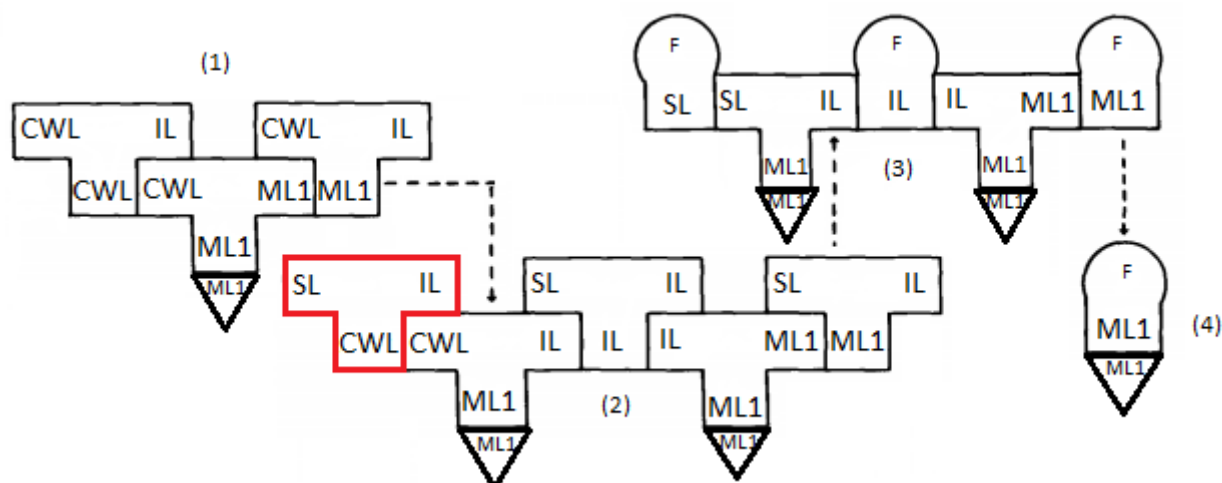 (1)
CWL IL CWL IL
CWL CWL ML1 ML1
ML1
ML1
F F F
SL SL IL IL IL ML1 ML1
ML1 (3) ML1
ML1 ML1
SL IL SL IL SL IL
CWL CWL IL IL IL ML1 ML1
ML1 (2) ML1
ML1 ML1
F
ML1 (4)
ML1